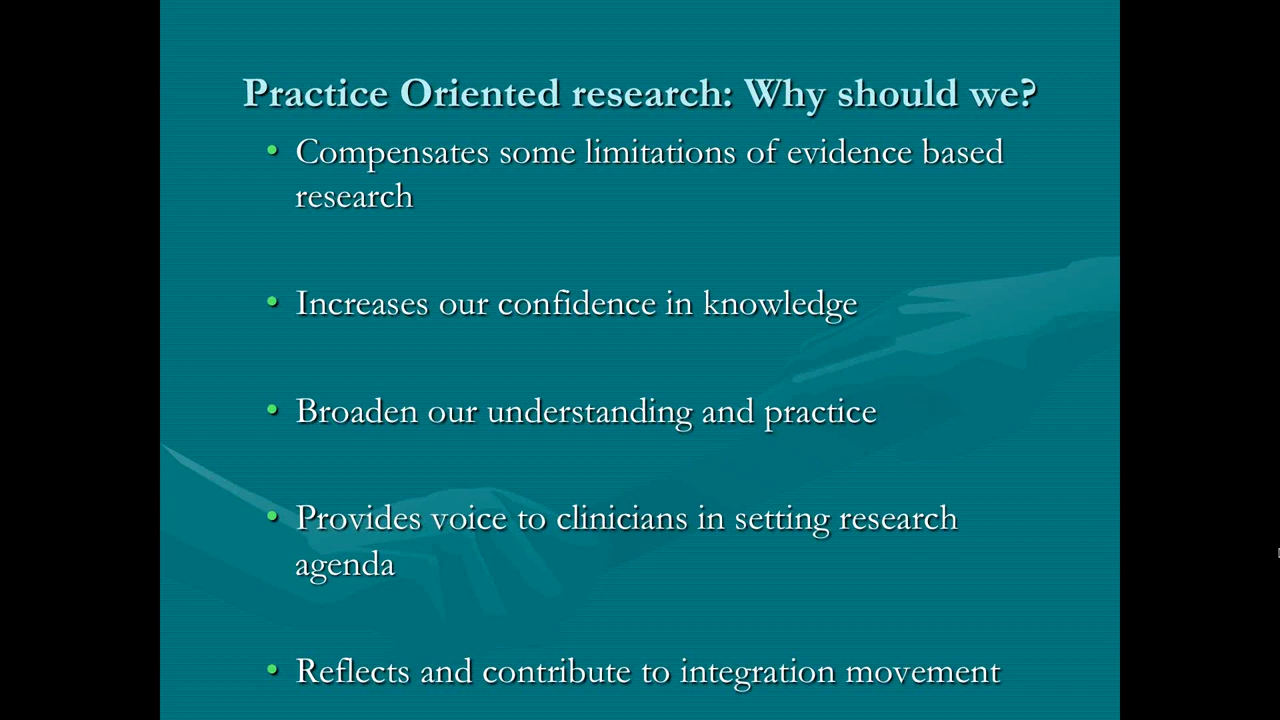 Practice Oriented research: Why should we?
• Compensates some limitations of evidence based
research
• Increases our confidence in knowledge
• Broaden our understanding and practice
• Provides voice to clinicians in setting research
agenda
• Reflects and contribute to integration movement